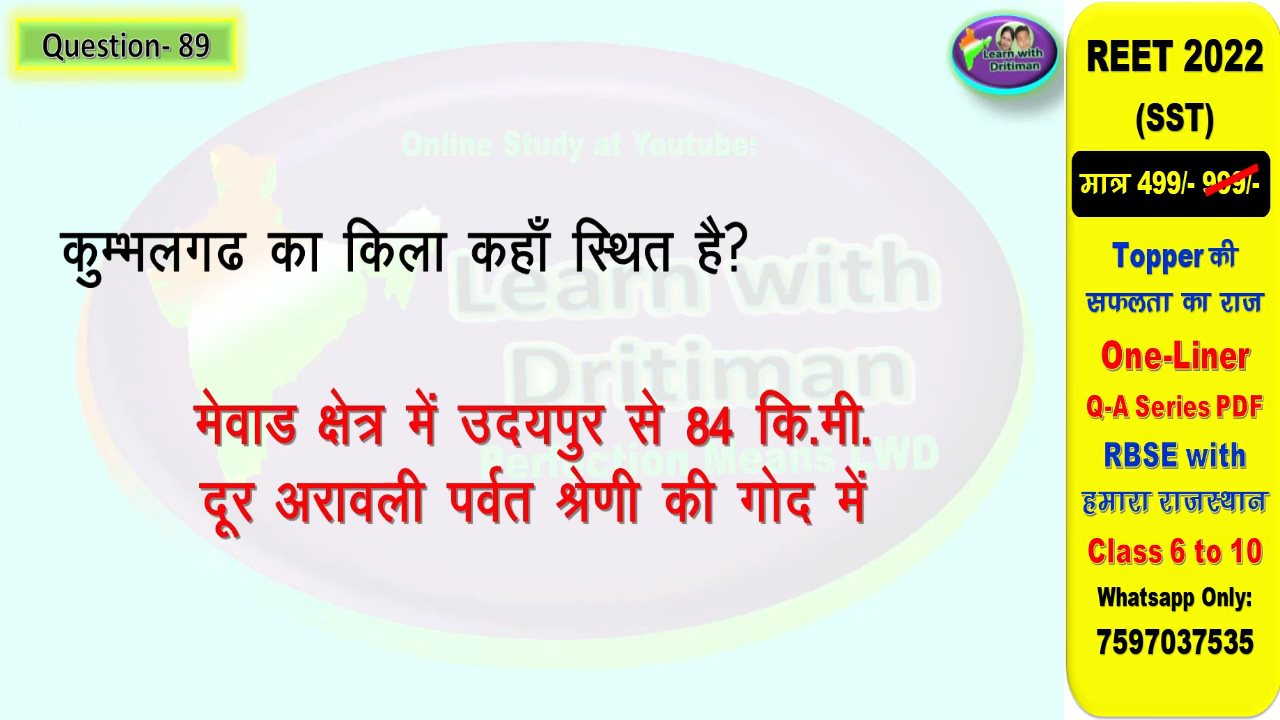 Question- 89
Learn with
Dritiman
Online Study at Youtube:
कुम्भलगढ का किला कहाँ स्थित है?
Learn with
Dritiman
मेवाड क्षेत्र में उदयपुर से 84 कि.मी.
Perfection Means LWD
दूर अरावली पर्वत श्रेणी की गोद में
REET 2022
(SST)
मात्र 499/- 999/-
Topper की
सफलता का राज
One-Liner
Q-A Series PDF
RBSE with
हमारा राजस्थान
Class 6 to 10
Whatsapp Only:
7597037535